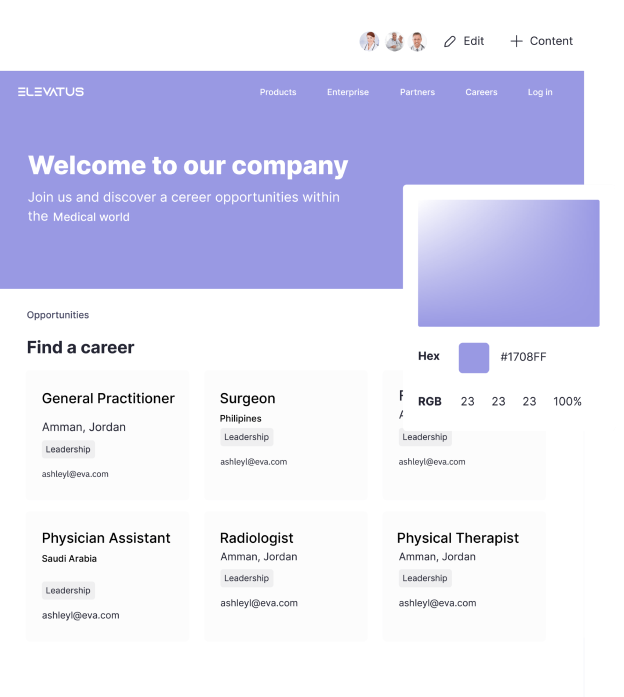 Edit
Content
ELEVATUS
Products
Enterprise
Partners
Careers
Log in
Welcome to our company
Join us and discover a cereer opportunities within
the Medical world
Opportunities
Find a career
Hex
#1708FF
RGB
23
23
23
100%
General Practitioner
Amman, Jordan
Leadership
ashleyl@eva.com
Surgeon
Philipines
Leadership
ashleyl@eva.com
Leadership
ashleyl@eva.com
Physician Assistant
Saudi Arabia
Leadership
ashleyl@eva.com
Radiologist
Amman, Jordan
Leadership
ashleyl@eva.com
Physical Therapist
Amman, Jordan
Leadership
ashleyl@eva.com